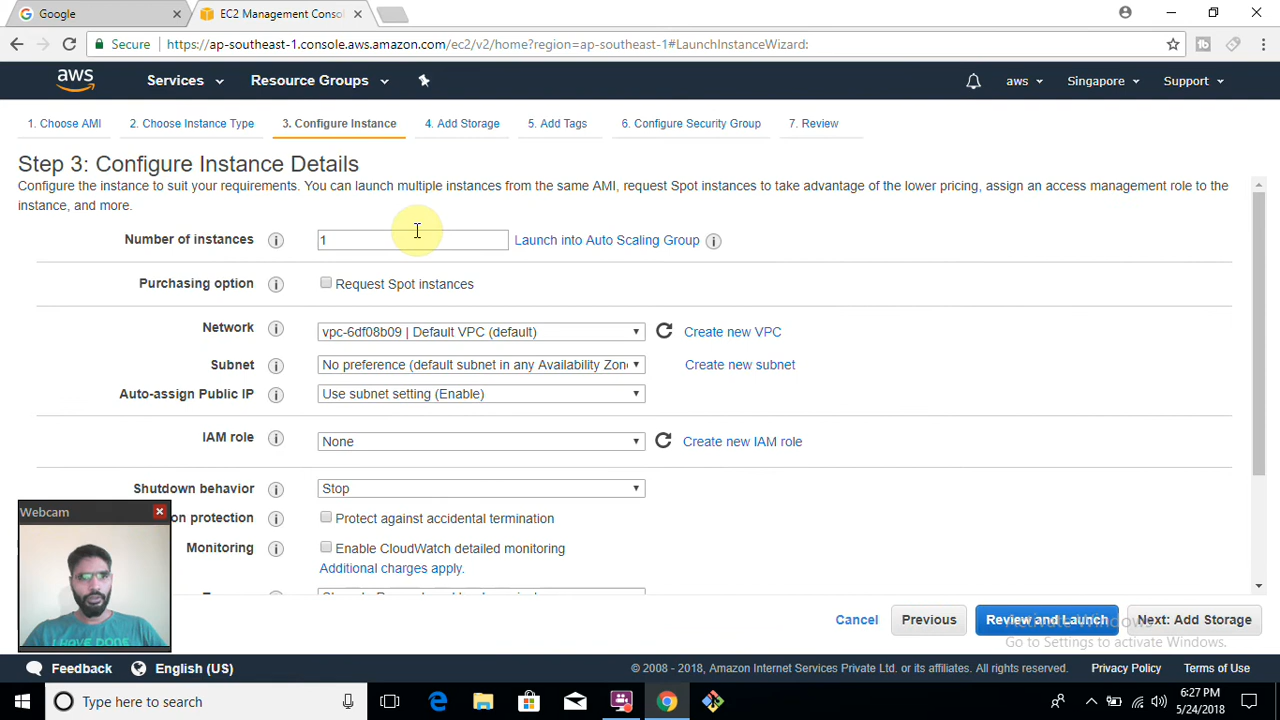 Google
EC2 Management Consol
Secure
https://ap-southeast-1.console.aws.amazon.com/ec2/v2/home?region=ap-southeast-1#LaunchInstanceWizard:
aws
Services
Resource Groups
aws
Singapore
Support
1. Choose AMI
2. Choose Instance Type
3. Configure Instance
4. Add Storage
5. Add Tags
6. Configure Security Group
7. Review
Step 3: Configure Instance Details
Configure the instance to suit your requirements. You can launch multiple instances from the same AMI, request Spot instances to take advantage of the lower pricing, assign an access management role to the
instance, and more.
Number of instances
1
Launch into Auto Scaling Group
Purchasing option
Request Spot instances
Network
vpc-6df08b09 | Default VPC (default)
Create new VPC
Subnet
No preference (default subnet in any Availability Zon
Create new subnet
Auto-assign Public IP
Use subnet setting (Enable)
IAM role
None
Create new IAM role
Shutdown behavior
Stop
Webcam
on protection
Protect against accidental termination
Monitoring
Enable CloudWatch detailed monitoring
Additional charges apply.
Cancel
Previous
Review and Launch
Next: Add Storage
Activate Windows
Go to Settings to activate Windows.
I HAVE DONE
Feedback
English (US)
© 2008 - 2018, Amazon Internet Services Private Ltd. or its affiliates. All rights reserved.
Privacy Policy
Terms of Use
Type here to search
6:27 PM
5/24/2018